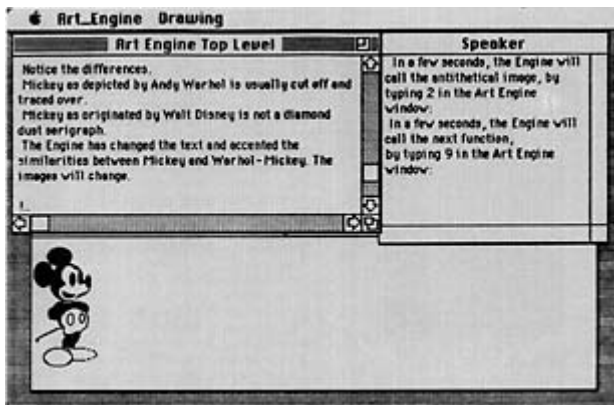 Art_Engine Drawing
Art Engine Top Level
Notice the differences.
Mickey as depicted by Andy Warhol is usually cut off and
traced over.
Mickey as originated by Walt Disney is not a diamond
dust serigraph.
The Engine has changed the text and accented the
similarities between Mickey and Warhol-Mickey. The
images will change.
Speaker
In a few seconds, the Engine will
call the antithetical image, by
typing 2 in the Art Engine
window:
In a few seconds, the Engine will
call the next function,
by typing 9 in the Art Engine
window: